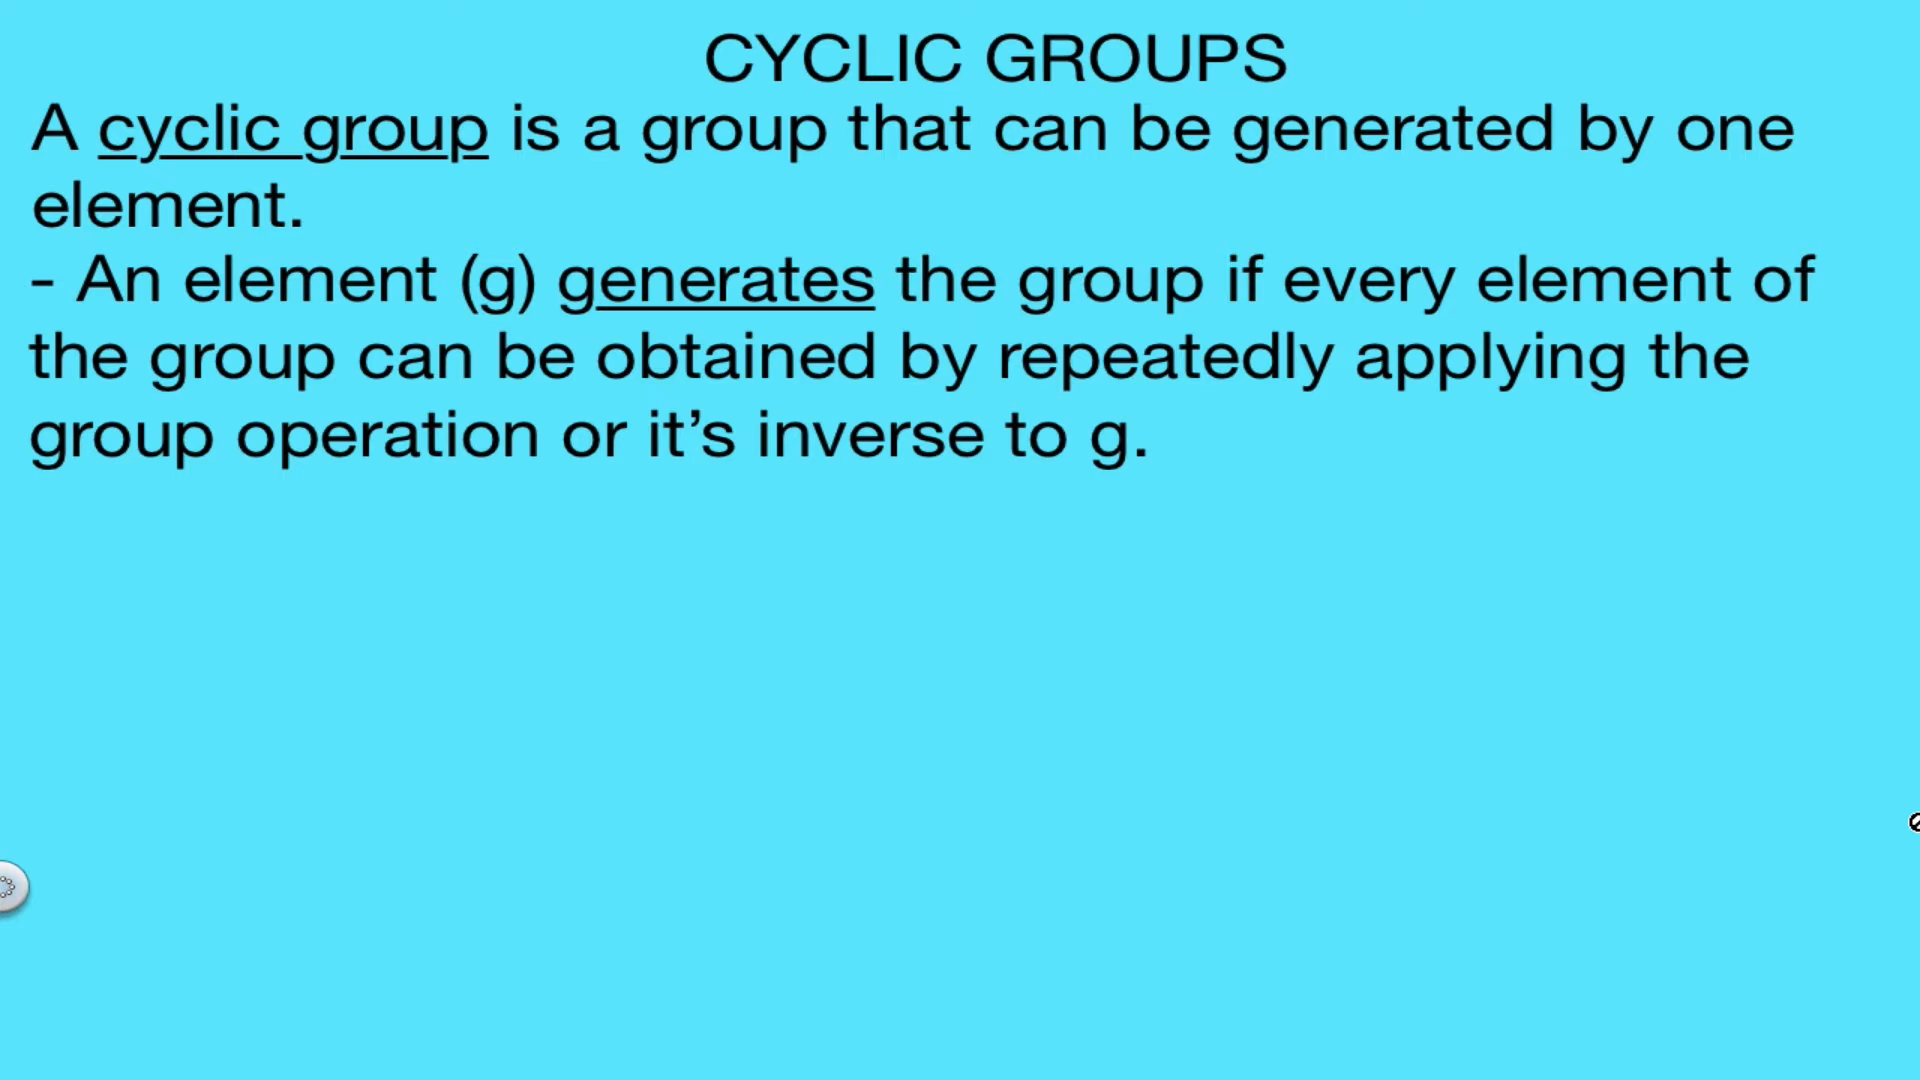 CYCLIC GROUPS
A cyclic group is a group that can be generated by one
element.
- An element (g) generates the group if every element of
the group can be obtained by repeatedly applying the
group operation or it’s inverse to g.